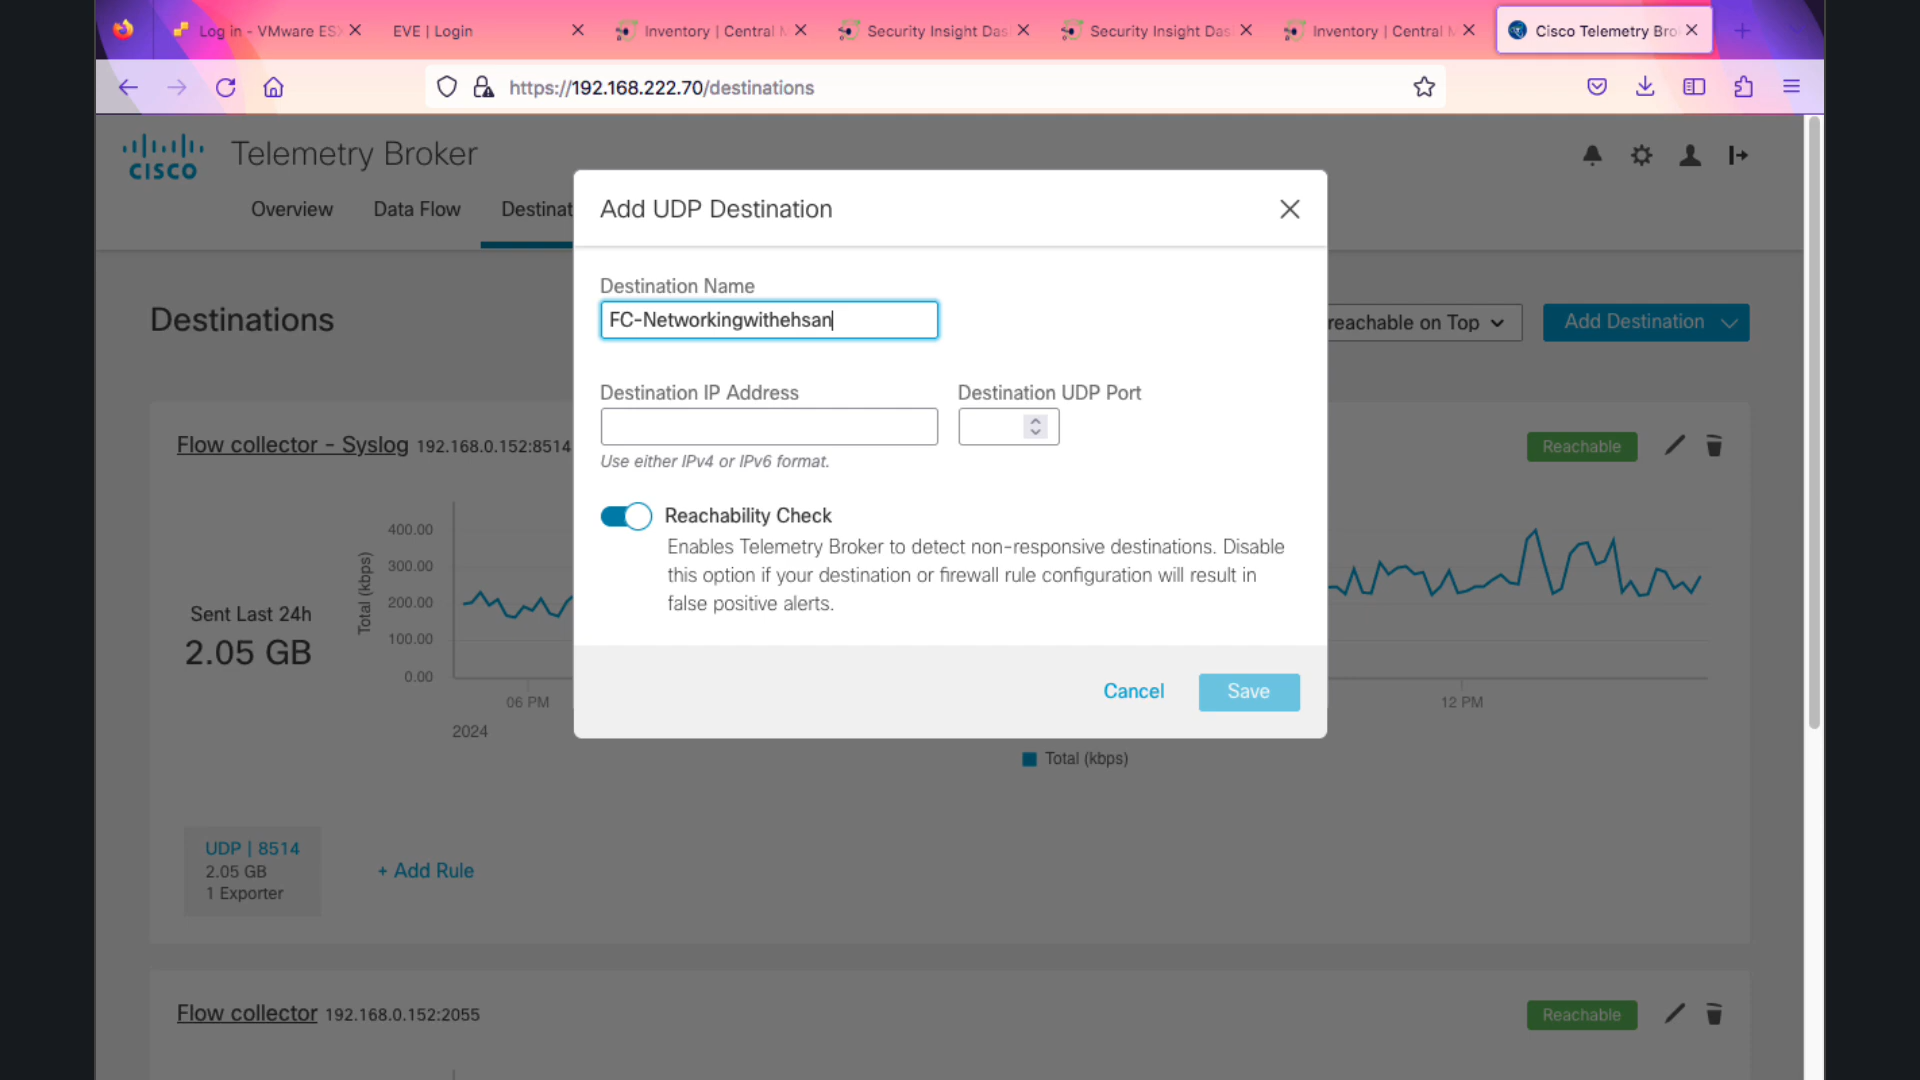 Log in - VMware ES
EVE | Login
Inventory | Central M
Security Insight Das
Security Insight Das
Inventory | Central M
Cisco Telemetry Bro
https://192.168.222.70/destinations
CISCO
Telemetry Broker
Overview
Data Flow
Destinat
Add UDP Destination
Destinations
reachable on Top
Add Destination
Destination Name
FC-Networkingwithehsan
Destination IP Address
Destination UDP Port
Use either IPv4 or IPv6 format.
Reachability Check
Enables Telemetry Broker to detect non-responsive destinations. Disable
this option if your destination or firewall rule configuration will result in
false positive alerts.
Cancel
Save
Flow collector - Syslog 192.168.0.152:8514
Reachable
Sent Last 24h
2.05 GB
Total (kbps)
400.00
300.00
200.00
100.00
0.00
06 PM
12 PM
2024
Total (kbps)
UDP | 8514
2.05 GB
1 Exporter
+ Add Rule
Flow collector 192.168.0.152:2055
Reachable